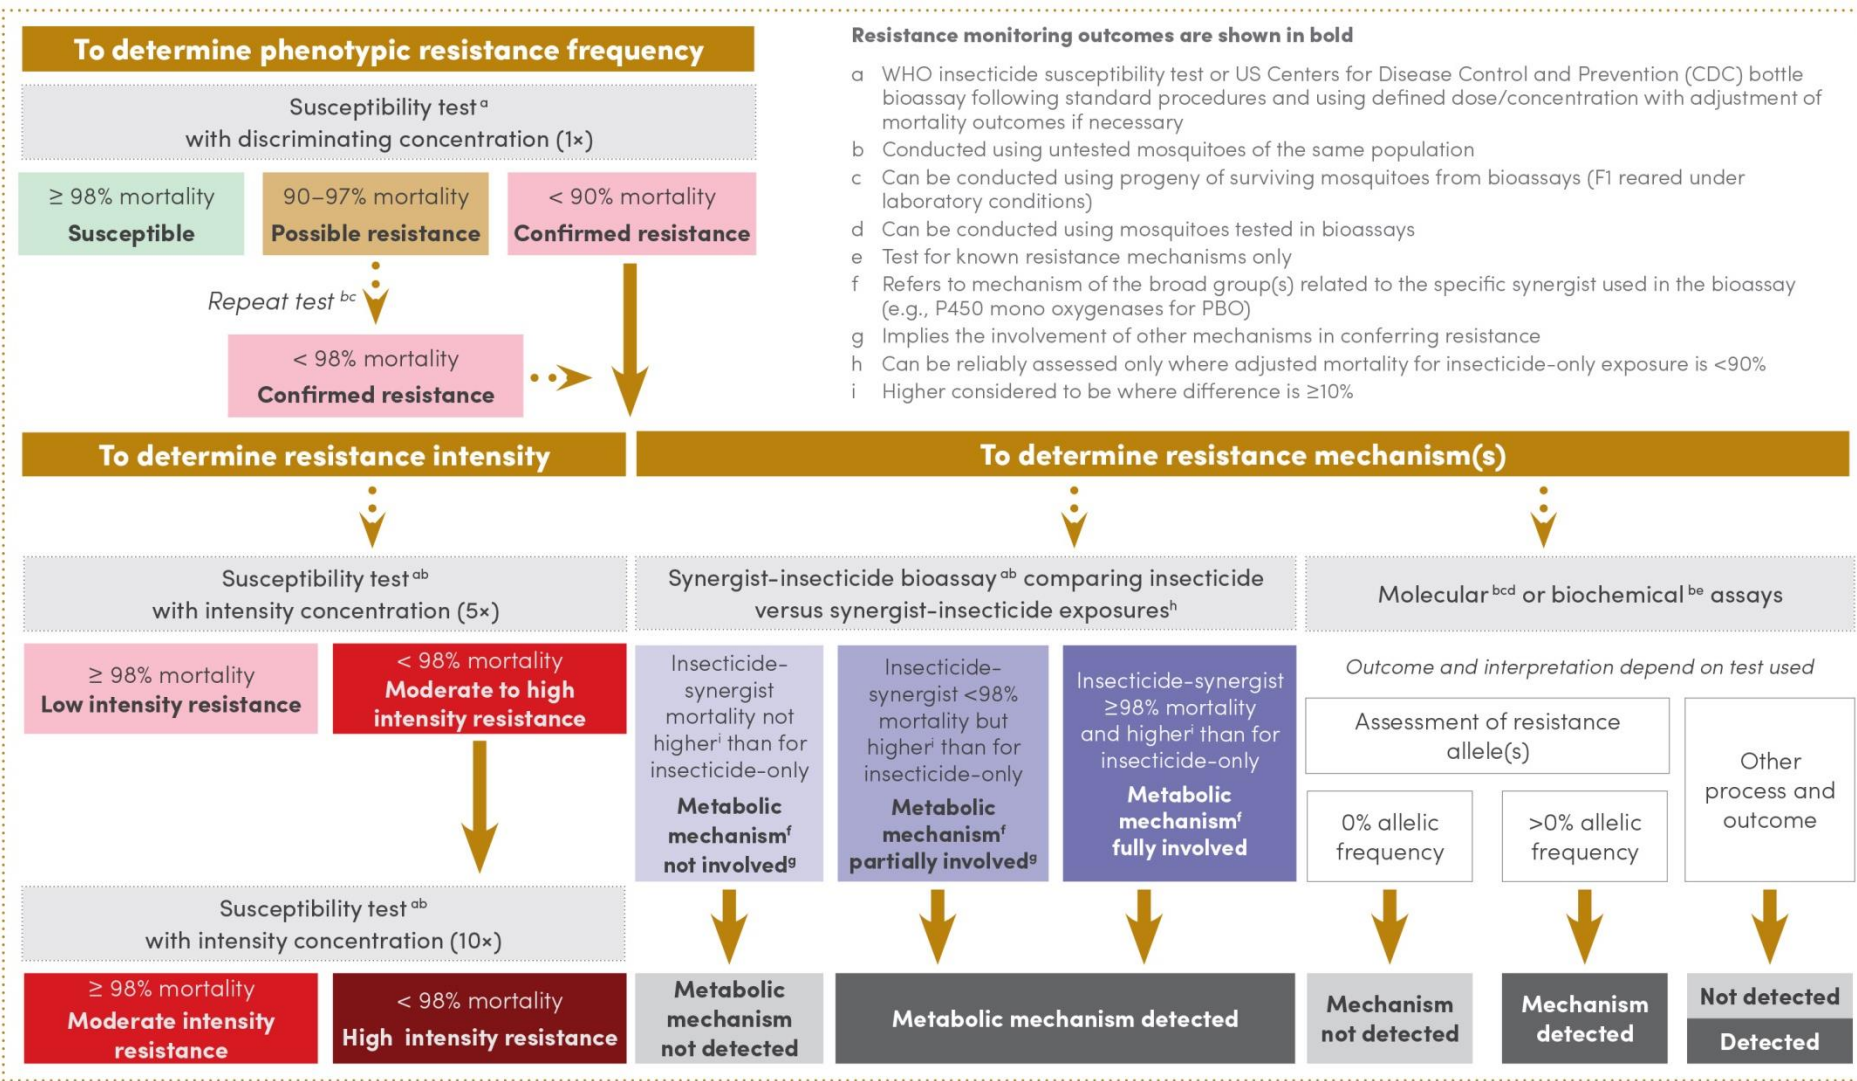 To determine phenotypic resistance frequency
Susceptibility test a
with discriminating concentration (1×)
≥ 98% mortality
Susceptible
90–97% mortality
Possible resistance
< 90% mortality
Confirmed resistance
Repeat test bc
< 98% mortality
Confirmed resistance
Resistance monitoring outcomes are shown in bold
a WHO insecticide susceptibility test or US Centers for Disease Control and Prevention (CDC) bottle
bioassay following standard procedures and using defined dose/concentration with adjustment of
mortality outcomes if necessary
b Conducted using untested mosquitoes of the same population
c Can be conducted using progeny of surviving mosquitoes from bioassays (F1 reared under
laboratory conditions)
d Can be conducted using mosquitoes tested in bioassays
e Test for known resistance mechanisms only
f Refers to mechanism of the broad group(s) related to the specific synergist used in the bioassay
(e.g., P450 mono oxygenases for PBO)
g Implies the involvement of other mechanisms in conferring resistance
h Can be reliably assessed only where adjusted mortality for insecticide-only exposure is <90%
i Higher considered to be where difference is ≥10%
To determine resistance intensity
Susceptibility test ab
with intensity concentration (5×)
≥ 98% mortality
Low intensity resistance
< 98% mortality
Moderate to high
intensity resistance
Susceptibility test ab
with intensity concentration (10×)
≥ 98% mortality
Moderate intensity
resistance
< 98% mortality
High intensity resistance
To determine resistance mechanism(s)
Synergist-insecticide bioassay ab comparing insecticide
versus synergist-insecticide exposures h
Insecticide-
synergist
mortality not
higher i than for
insecticide-only
Metabolic
mechanism f
not involved g
Insecticide-
synergist <98%
mortality but
higher i than for
insecticide-only
Metabolic
mechanism f
partially involved g
Insecticide-synergist
≥98% mortality
and higher i than for
insecticide-only
Metabolic
mechanism f
fully involved
Metabolic
mechanism
not detected
Metabolic mechanism detected
Molecular bcd or biochemical be assays
Outcome and interpretation depend on test used
Assessment of resistance
allele(s)
0% allelic
frequency
>0% allelic
frequency
Other
process and
outcome
Mechanism
not detected
Mechanism
detected
Not detected
Detected